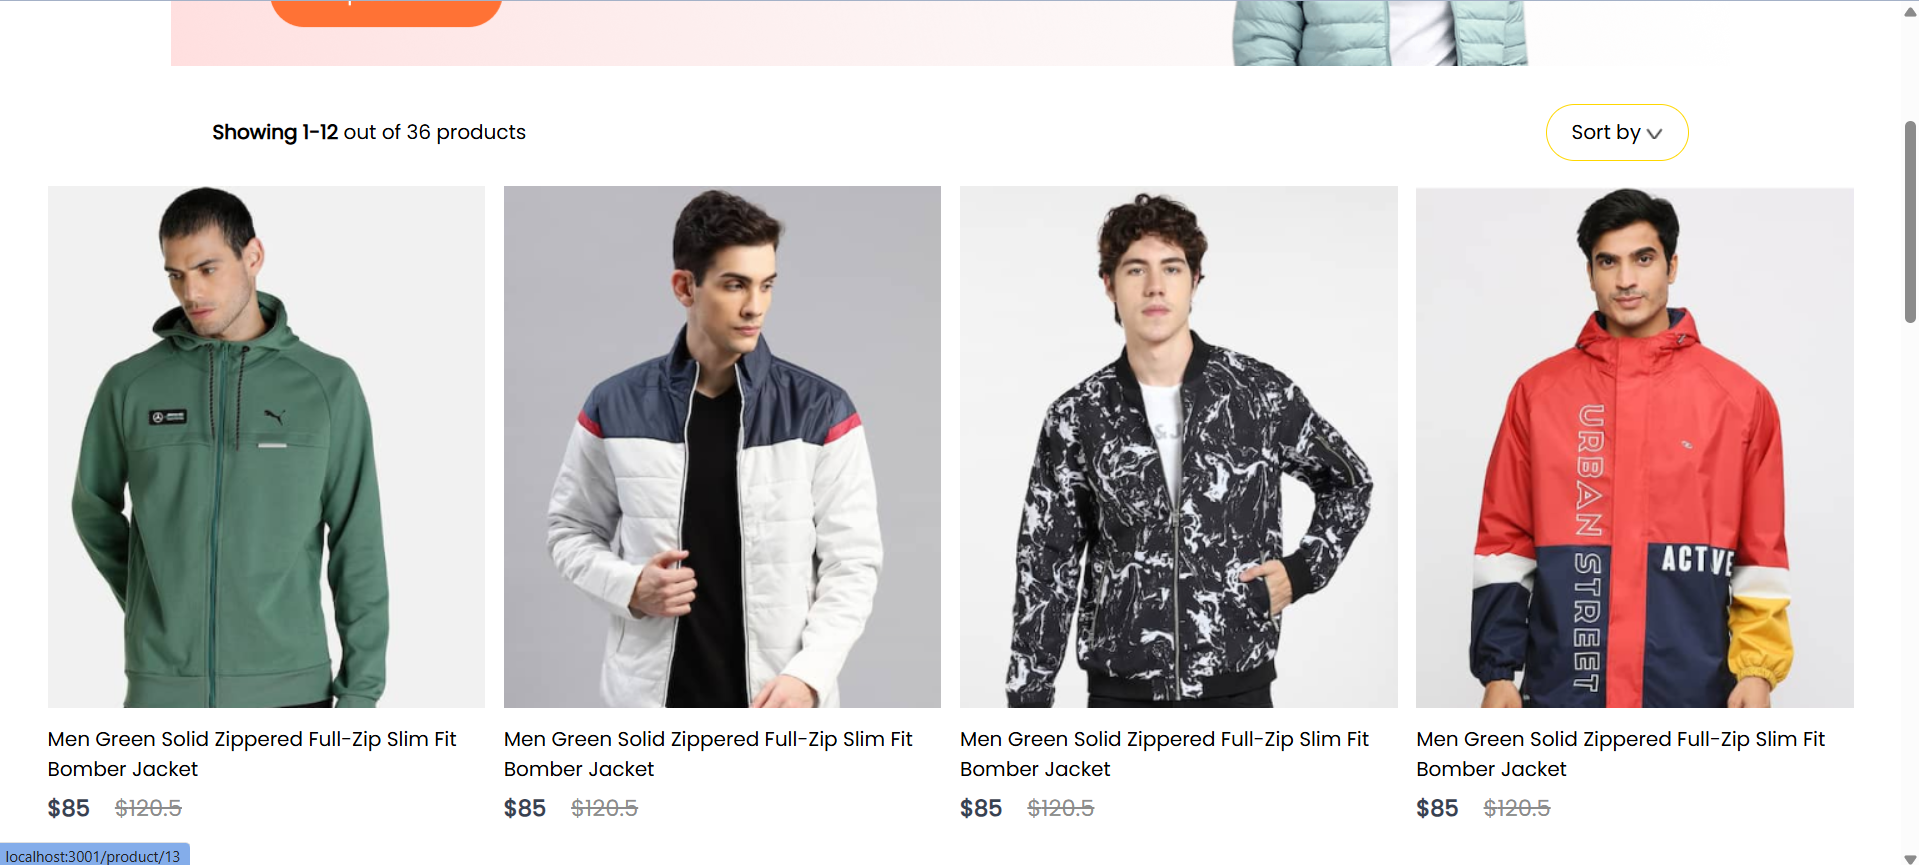 Showing 1-12 out of 36 products
Sort by
URBAN STREET
ACTIVE
Men Green Solid Zippered Full-Zip Slim Fit
Bomber Jacket
$85 $120.5
Men Green Solid Zippered Full-Zip Slim Fit
Bomber Jacket
$85 $120.5
Men Green Solid Zippered Full-Zip Slim Fit
Bomber Jacket
$85 $120.5
Men Green Solid Zippered Full-Zip Slim Fit
Bomber Jacket
$85 $120.5
localhost:3001/product/13